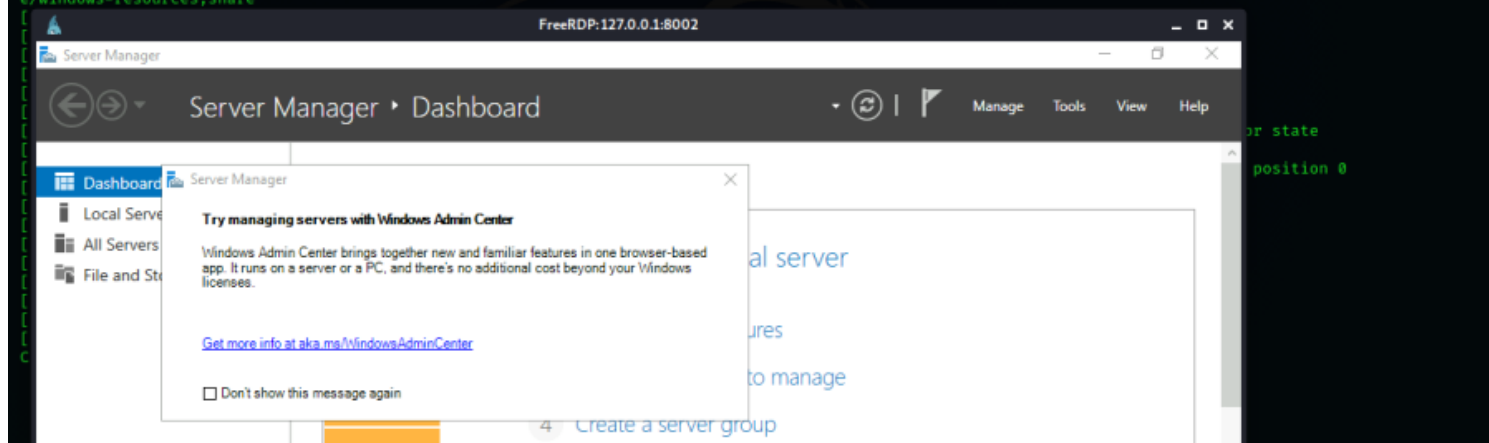 e/windows-resources,share
FreeRDP:127.0.0.1:8002
Server Manager
Server Manager ‣ Dashboard
Manage Tools View Help
or state
position 0
Dashboard
Server Manager
Local Serve
Try managing servers with Windows Admin Center
All Servers
Windows Admin Center brings together new and familiar features in one browser-based
app. It runs on a server or a PC, and there's no additional cost beyond your Windows
licenses.
al server
File and Sto
ures
Get more info at aka.ms/WindowsAdminCenter
to manage
Don't show this message again
4 Create a server group